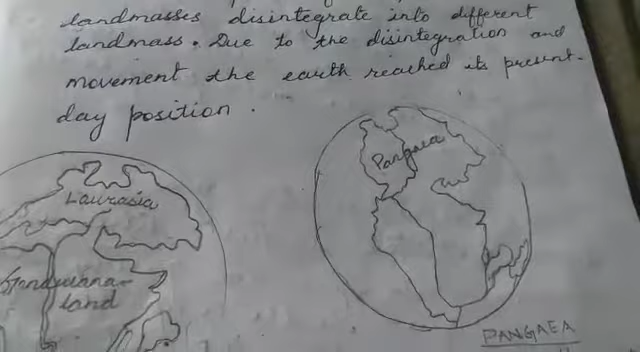 landmasses disintegrate into different
landmass. Due to the disintegration and
movement the earth reached its present-
day position.
Pangaea
Laurasia
Gondwana-
land
PANGAEA